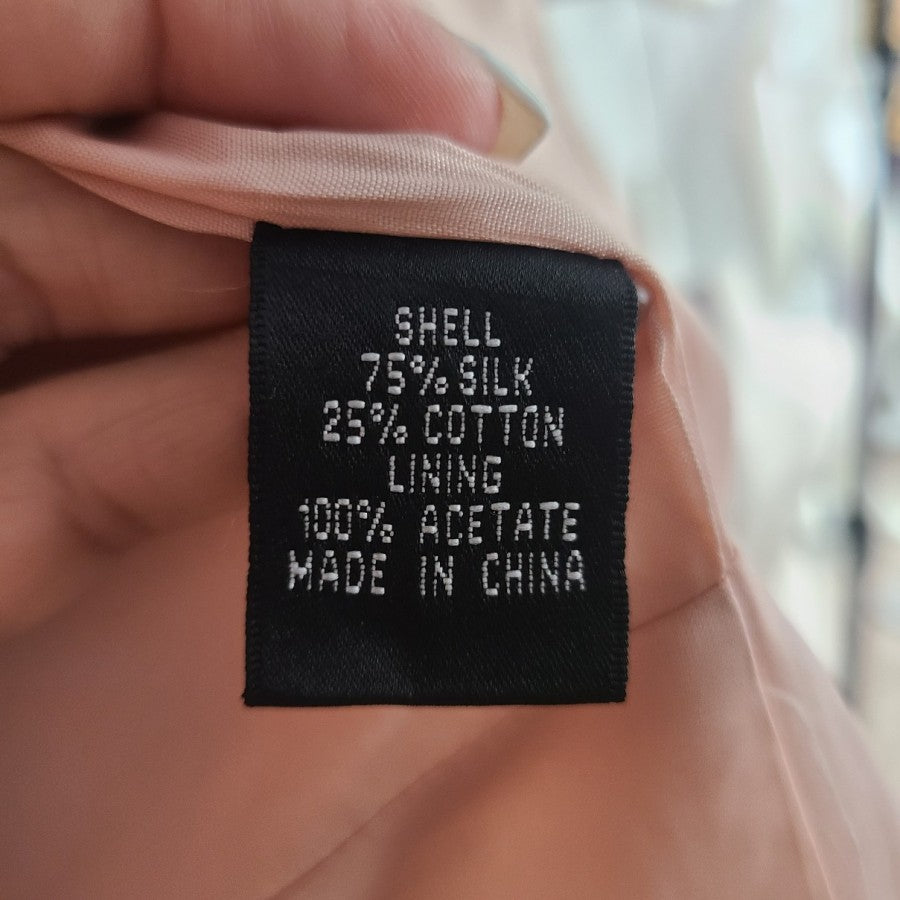 SHELL
75% SILK
25% COTTON
LINING
100% ACETATE
MADE IN CHINA